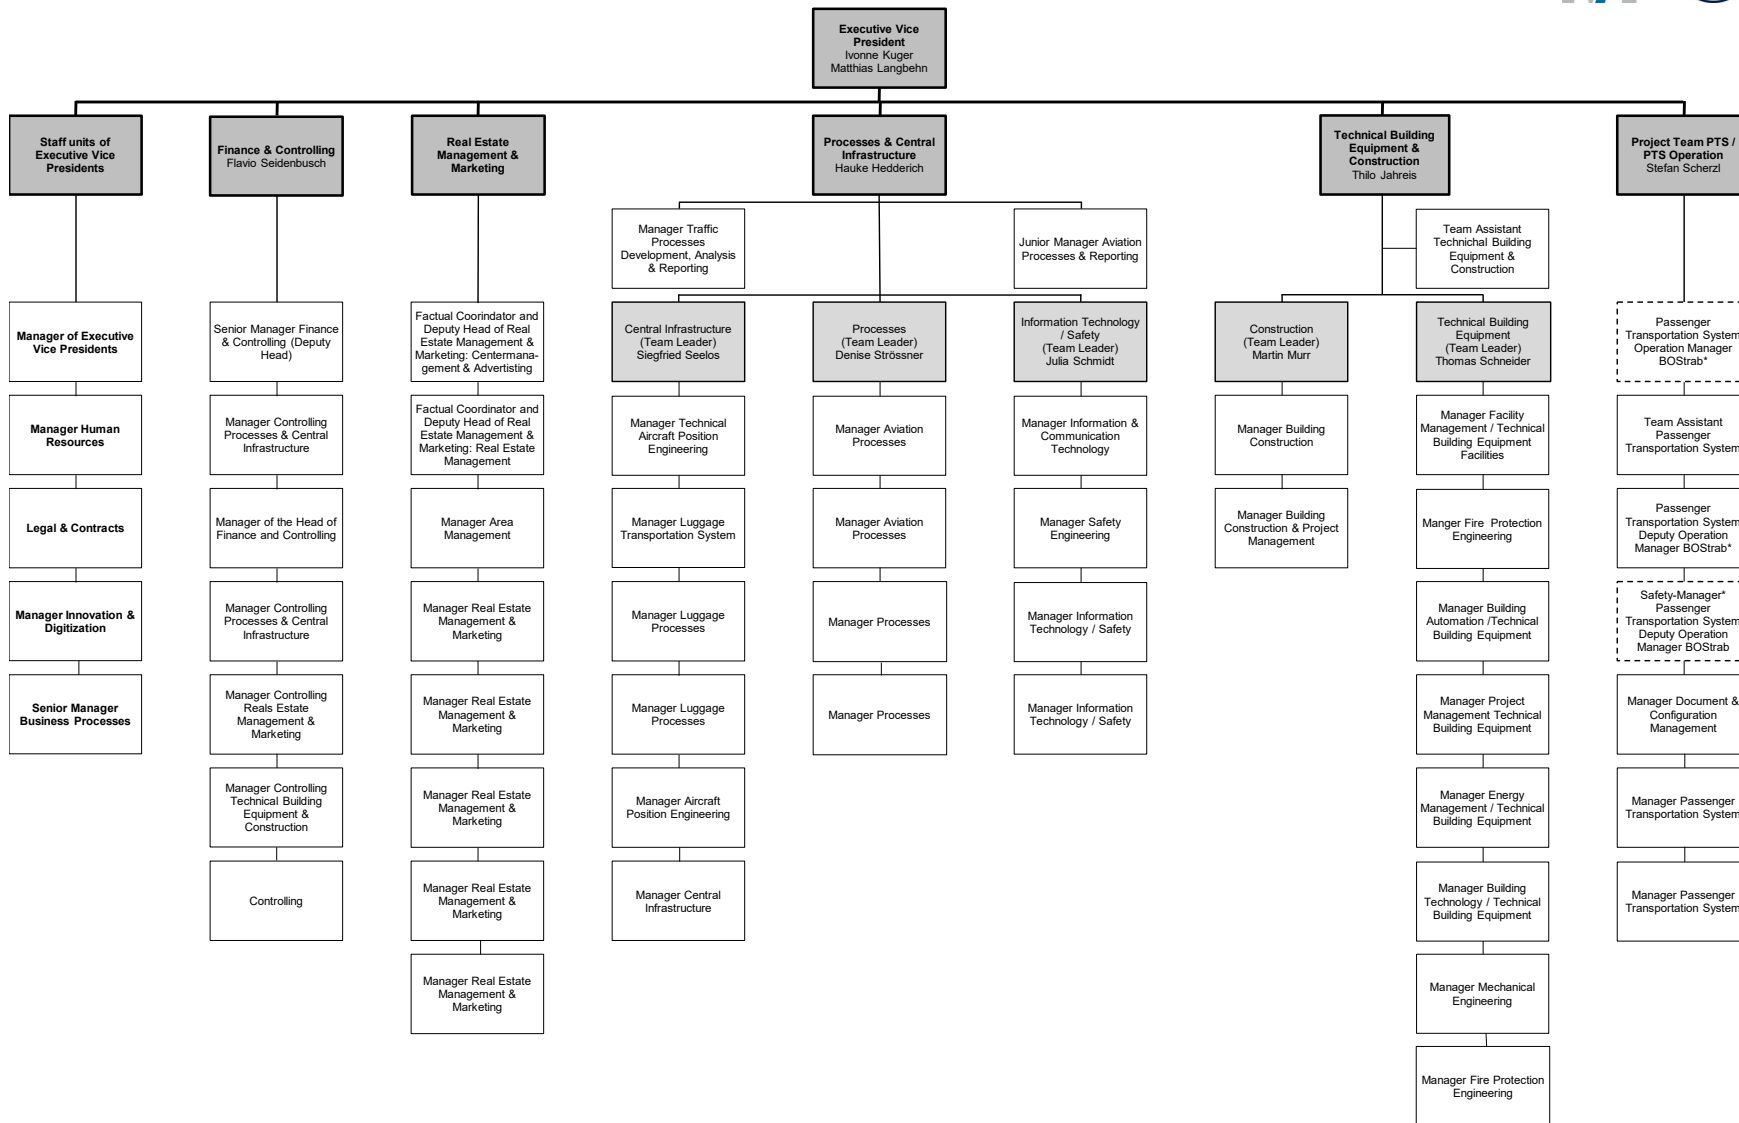 Executive Vice
President
Ivonne Kuger
Matthias Langbehn
Staff units of
Executive Vice
Presidents
Finance & Controlling
Flavio Seidenbusch
Real Estate
Management &
Marketing
Processes & Central
Infrastructure
Hauke Hedderich
Technical Building
Equipment &
Construction
Thilo Jahreis
Project Team PTS /
PTS Operation
Stefan Scherzl
Manager Traffic
Processes
Development, Analysis
& Reporting
Junior Manager Aviation
Processes & Reporting
Team Assistant
Technichal Building
Equipment &
Construction
Manager of Executive
Vice Presidents
Senior Manager Finance
& Controlling (Deputy
Head)
Factual Coorindator and
Deputy Head of Real
Estate Management &
Marketing: Centermana-
gement & Advertisting
Central Infrastructure
(Team Leader)
Siegfried Seelos
Processes
(Team Leader)
Denise Strössner
Information Technology
/ Safety
(Team Leader)
Julia Schmidt
Construction
(Team Leader)
Martin Murr
Technical Building
Equipment
(Team Leader)
Thomas Schneider
Passenger
Transportation System
Operation Manager
BOStrab*
Manager Human
Resources
Manager Controlling
Processes & Central
Infrastructure
Factual Coordinator and
Deputy Head of Real
Estate Management &
Marketing: Real Estate
Management
Manager Technical
Aircraft Position
Engineering
Manager Aviation
Processes
Manager Information &
Communication
Technology
Manager Building
Construction
Manager Facility
Management / Technical
Building Equipment
Facilities
Team Assistant
Passenger
Transportation System
Legal & Contracts
Manager of the Head of
Finance and Controlling
Manager Area
Management
Manager Luggage
Transportation System
Manager Aviation
Processes
Manager Safety
Engineering
Manager Building
Construction & Project
Management
Manger Fire Protection
Engineering
Passenger
Transportation System
Deputy Operation
Manager BOStrab*
Manager Innovation &
Digitization
Manager Controlling
Processes & Central
Infrastructure
Manager Real Estate
Management &
Marketing
Manager Luggage
Processes
Manager Processes
Manager Information
Technology / Safety
Manager Building
Automation /Technical
Building Equipment
Safety-Manager*
Passenger
Transportation System
Deputy Operation
Manager BOStrab
Senior Manager
Business Processes
Manager Controlling
Reals Estate
Management &
Marketing
Manager Real Estate
Management &
Marketing
Manager Luggage
Processes
Manager Processes
Manager Information
Technology / Safety
Manager Project
Management Technical
Building Equipment
Manager Document &
Configuration
Management
Manager Controlling
Technical Building
Equipment &
Construction
Manager Real Estate
Management &
Marketing
Manager Aircraft
Position Engineering
Manager Energy
Management / Technical
Building Equipment
Manager Passenger
Transportation System
Controlling
Manager Real Estate
Management &
Marketing
Manager Central
Infrastructure
Manager Building
Technology / Technical
Building Equipment
Manager Passenger
Transportation System
Manager Real Estate
Management &
Marketing
Manager Mechanical
Engineering
Manager Fire Protection
Engineering